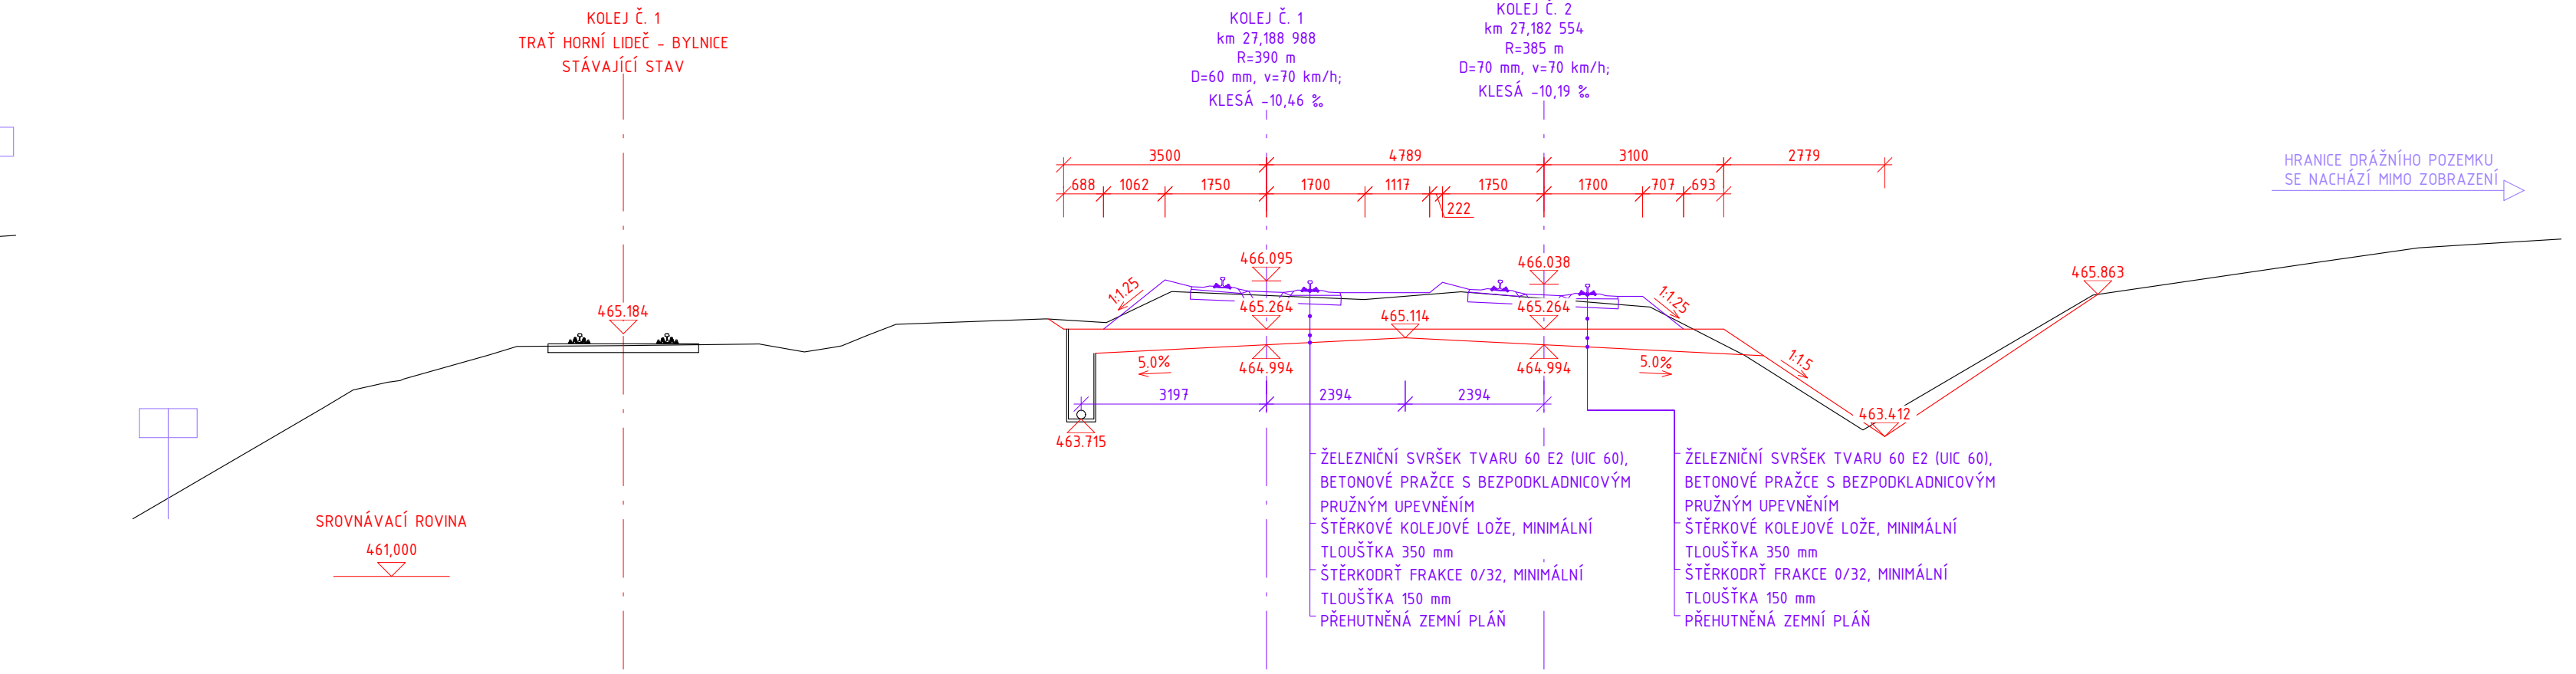 KOLEJ Č. 1
TRAŤ HORNÍ LIDEČ - BYLNICE
STÁVAJÍCÍ STAV
KOLEJ Č. 1
km 27,188 988
R=390 m
D=60 mm, v=70 km/h;
KLESÁ -10,46 ‰
KOLEJ Č. 2
km 27,182 554
R=385 m
D=70 mm, v=70 km/h;
KLESÁ -10,19 ‰
HRANICE DRÁŽNÍHO POZEMKU
SE NACHÁZÍ MIMO ZOBRAZENÍ
3500 4789 3100 2779
688 1062 1750 1700 1117 1750 1700 707 693
222
466.095 466.038
465.863
1:1.25 1:1.25
465.184 465.264 465.114 465.264
5.0% 464.994 464.994 5.0% 1:1.5
3197 2394 2394
463.715 463.412
ŽELEZNIČNÍ SVRŠEK TVARU 60 E2 (UIC 60),
BETONOVÉ PRAŽCE S BEZPODKLADNICOVÝM
PRUŽNÝM UPEVNĚNÍM
ŠTĚRKOVÉ KOLEJOVÉ LOŽE, MINIMÁLNÍ
TLOUŠŤKA 350 mm
ŠTĚRKODRŤ FRAKCE 0/32, MINIMÁLNÍ
TLOUŠŤKA 150 mm
PŘEHUTNĚNÁ ZEMNÍ PLÁŇ
ŽELEZNIČNÍ SVRŠEK TVARU 60 E2 (UIC 60),
BETONOVÉ PRAŽCE S BEZPODKLADNICOVÝM
PRUŽNÝM UPEVNĚNÍM
ŠTĚRKOVÉ KOLEJOVÉ LOŽE, MINIMÁLNÍ
TLOUŠŤKA 350 mm
ŠTĚRKODRŤ FRAKCE 0/32, MINIMÁLNÍ
TLOUŠŤKA 150 mm
PŘEHUTNĚNÁ ZEMNÍ PLÁŇ
SROVNÁVACÍ ROVINA
461,000